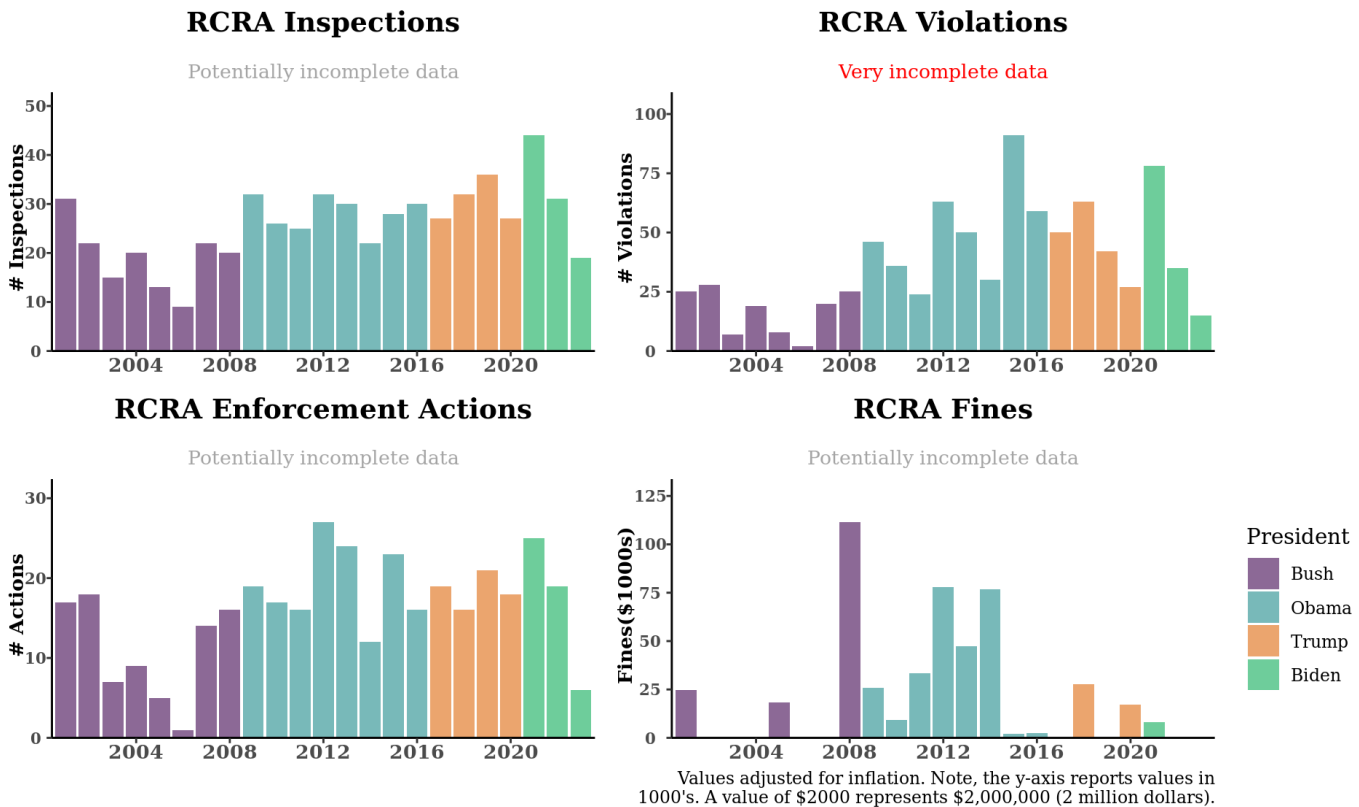 RCRA Inspections
Potentially incomplete data
# Inspections
50
40
30
20
10
0
2004 2008 2012 2016 2020
RCRA Violations
Very incomplete data
# Violations
100
75
50
25
0
2004 2008 2012 2016 2020
RCRA Enforcement Actions
Potentially incomplete data
# Actions
30
20
10
0
2004 2008 2012 2016 2020
RCRA Fines
Potentially incomplete data
Fines($1000s)
125
100
75
50
25
0
2004 2008 2012 2016 2020
President
Bush
Obama
Trump
Biden
Values adjusted for inflation. Note, the y-axis reports values in
1000's. A value of $2000 represents $2,000,000 (2 million dollars).